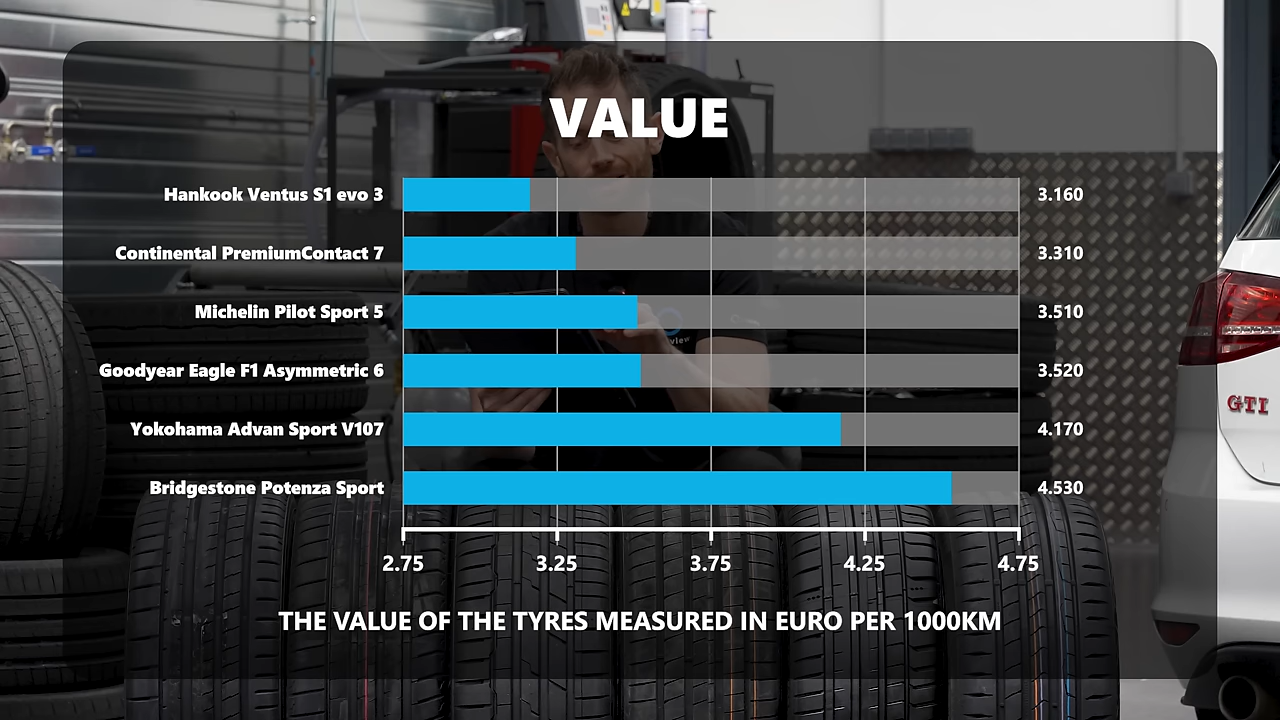 VALUE
Hankook Ventus S1 evo 3 3.160
Continental PremiumContact 7 3.310
Michelin Pilot Sport 5 3.510
Goodyear Eagle F1 Asymmetric 6 3.520
Yokohama Advan Sport V107 4.170
Bridgestone Potenza Sport 4.530
2.75 3.25 3.75 4.25 4.75
THE VALUE OF THE TYRES MEASURED IN EURO PER 1000KM
GTI